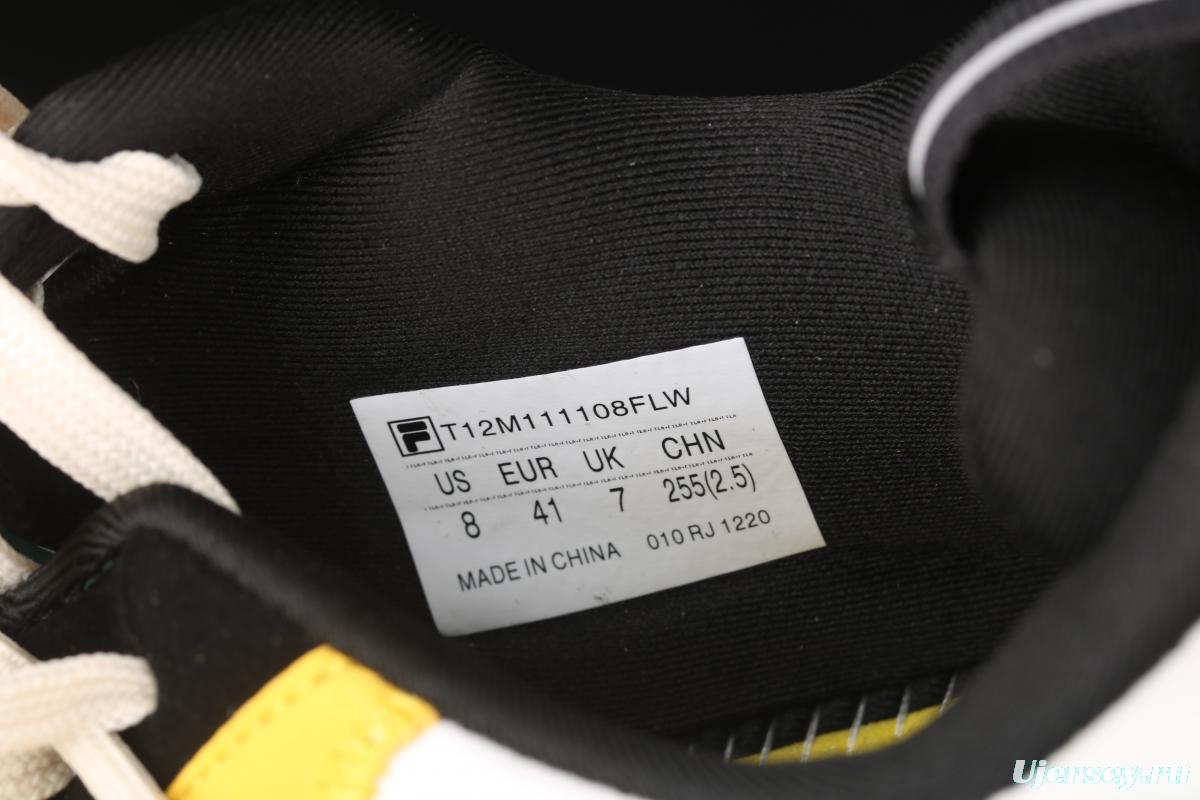 T12M111108FLW
US EUR UK CHN
8 41 7 255(2.5)
MADE IN CHINA 010 RJ 1220
Ujersey.ru